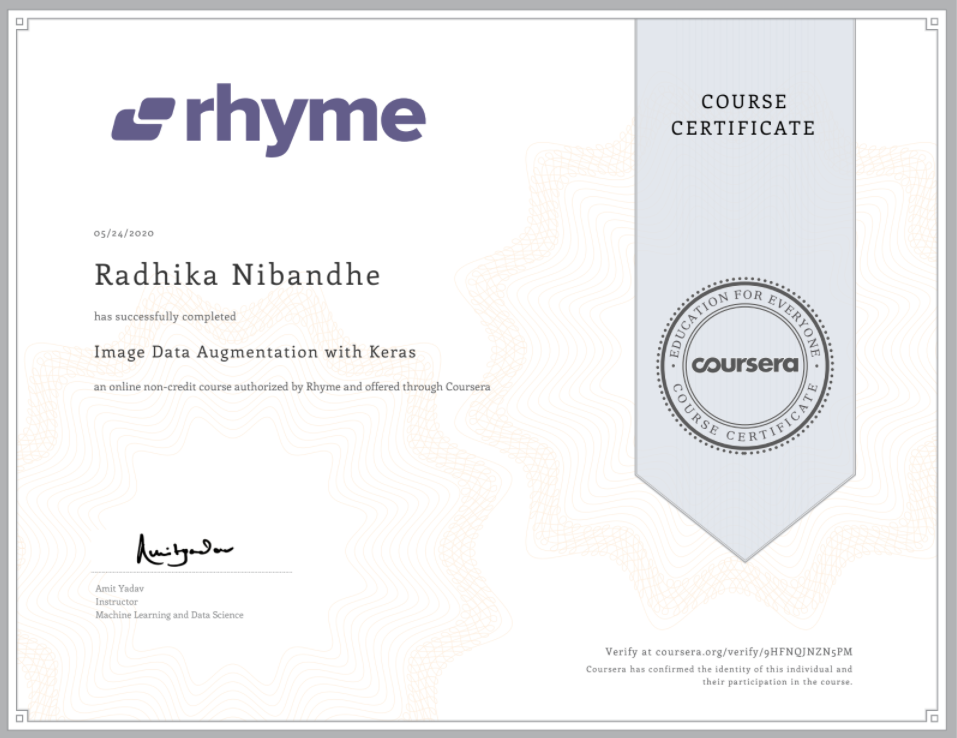 rhyme
COURSE
CERTIFICATE
05/24/2020
Radhika Nibandhe
has successfully completed
Image Data Augmentation with Keras
an online non-credit course authorized by Rhyme and offered through Coursera
EDUCATION FOR EVERYONE
coursera
COURSE CERTIFICATE
Amit Yadav
Amit Yadav
Instructor
Machine Learning and Data Science
Verify at coursera.org/verify/9HFNQJNZN5PM
Coursera has confirmed the identity of this individual and
their participation in the course.